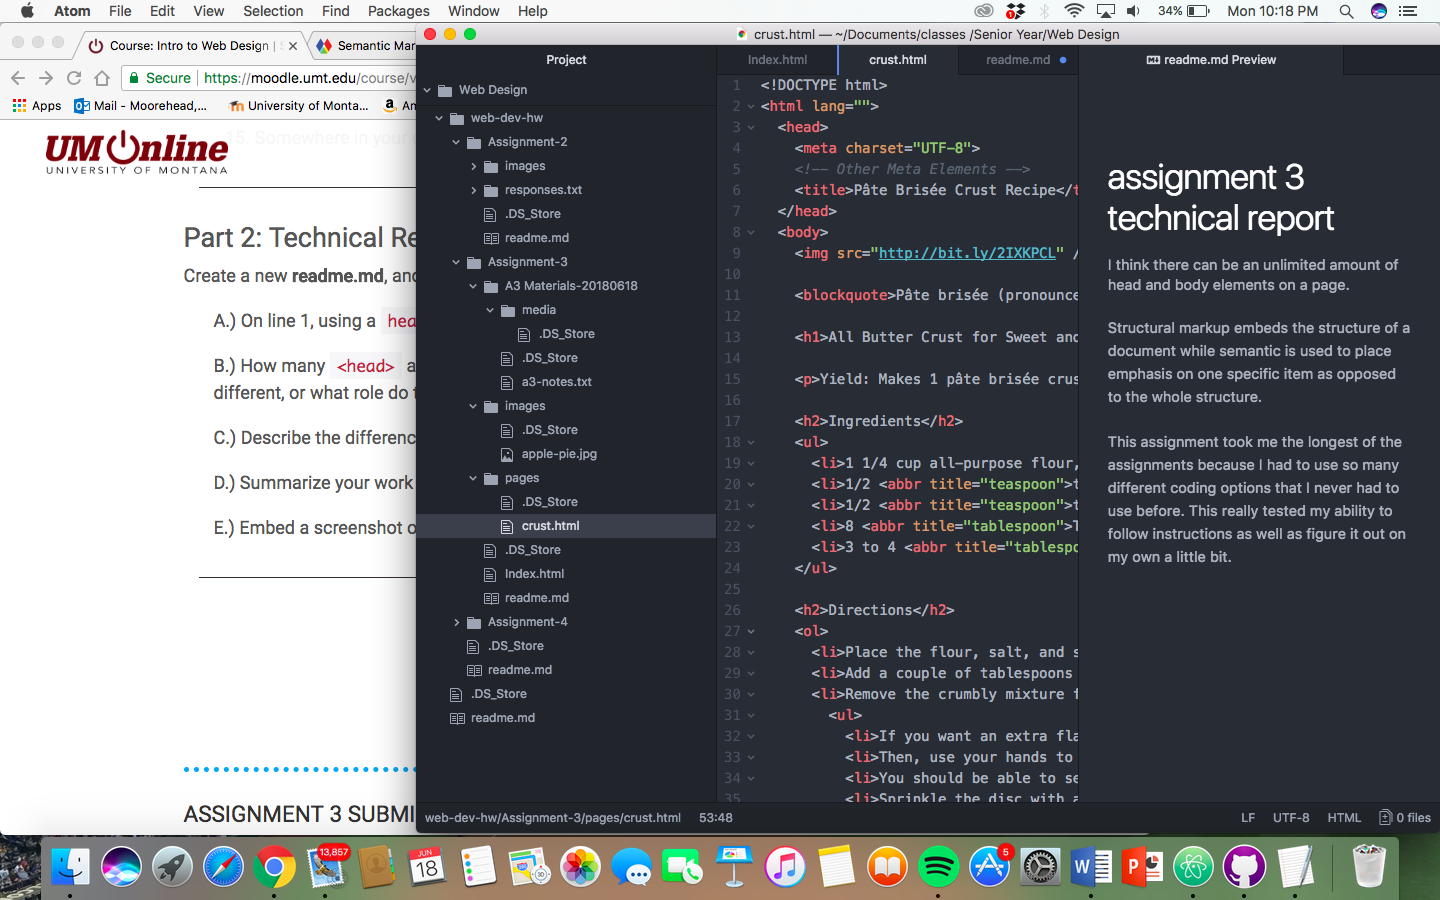 Atom File Edit View Selection Find Packages Window Help 1 34% Mon 10:18 PM
Course: Intro to Web Design | S
Semantic Mar
Secure | https://moodle.umt.edu/course/v
Apps Mail - Moorehead,... University of Monta... Am
15. Somewhere in your
UM Online
UNIVERSITY OF MONTANA
Part 2: Technical Re
Create a new readme.md, and
A.) On line 1, using a hea
B.) How many <head> a
different, or what role do t
C.) Describe the differenc
D.) Summarize your work
E.) Embed a screenshot o
ASSIGNMENT 3 SUBMI
crust.html — ~/Documents/classes /Senior Year/Web Design
Project
Web Design
web-dev-hw
Assignment-2
images
responses.txt
.DS_Store
readme.md
Assignment-3
A3 Materials-20180618
media
.DS_Store
.DS_Store
a3-notes.txt
images
.DS_Store
apple-pie.jpg
pages
.DS_Store
crust.html
.DS_Store
Index.html
readme.md
Assignment-4
.DS_Store
readme.md
.DS_Store
readme.md
Index.html crust.html readme.md
1 <!DOCTYPE html>
2 <html lang="">
3 <head>
4 <meta charset="UTF-8">
5 <!-- Other Meta Elements -->
6 <title>Pâte Brisée Crust Recipe</t
7 </head>
8 <body>
9 <img src="http://bit.ly/2IXKPCL" /
10
11 <blockquote>Pâte brisée (pronounce
12
13 <h1>All Butter Crust for Sweet and
14
15 <p>Yield: Makes 1 pâte brisée crus
16
17 <h2>Ingredients</h2>
18 <ul>
19 <li>1 1/4 cup all-purpose flour,
20 <li>1/2 <abbr title="teaspoon">t
21 <li>1/2 <abbr title="teaspoon">t
22 <li>8 <abbr title="tablespoon">T
23 <li>3 to 4 <abbr title="tablespo
24 </ul>
25
26 <h2>Directions</h2>
27 <ol>
28 <li>Place the flour, salt, and s
29 <li>Add a couple of tablespoons
30 <li>Remove the crumbly mixture f
31 <ul>
32 <li>If you want an extra fla
33 <li>Then, use your hands to
34 <li>You should be able to se
35 <li>Sprinkle the disc with a
readme.md Preview
assignment 3
technical report
I think there can be an unlimited amount of
head and body elements on a page.
Structural markup embeds the structure of a
document while semantic is used to place
emphasis on one specific item as opposed
to the whole structure.
This assignment took me the longest of the
assignments because I had to use so many
different coding options that I never had to
use before. This really tested my ability to
follow instructions as well as figure it out on
my own a little bit.
web-dev-hw/Assignment-3/pages/crust.html 53:48 LF UTF-8 HTML 0 files
13,857
JUN
18
30
5